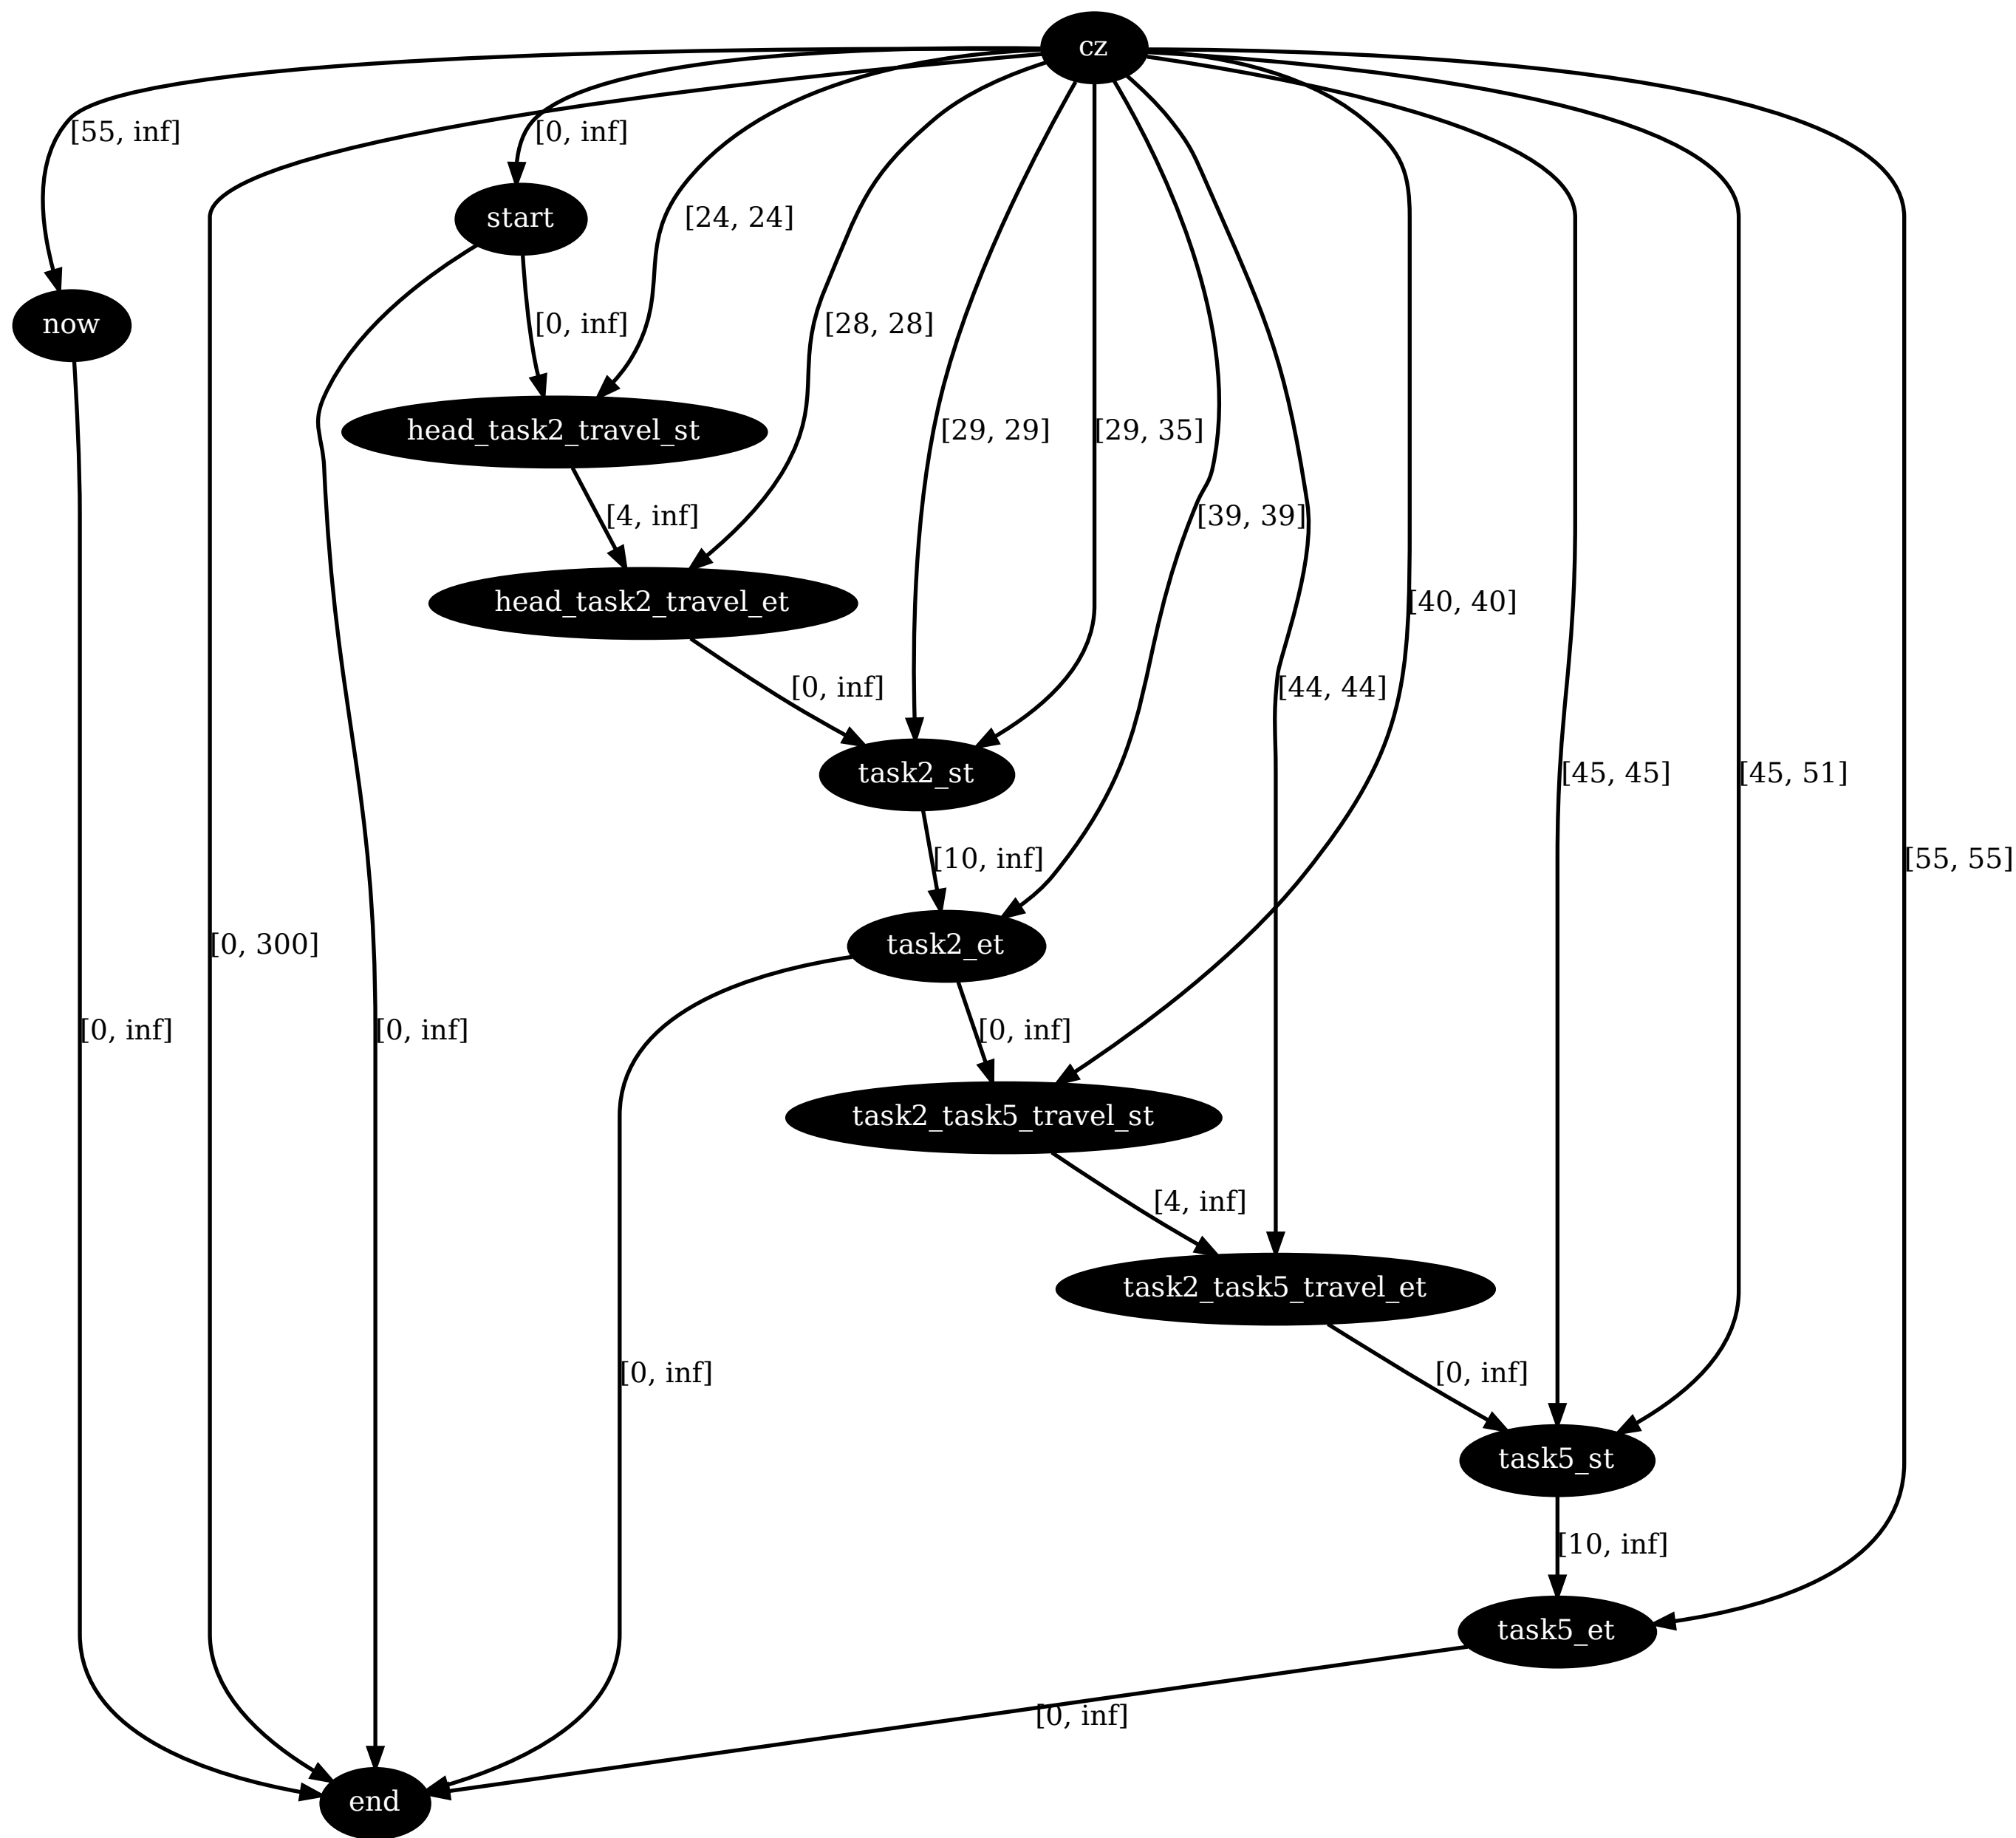 cz
[55, inf]
[0, inf]
start
[24, 24]
now
[0, inf]
[28, 28]
head_task2_travel_st
[29, 29]
[29, 35]
[4, inf]
[39, 39]
head_task2_travel_et
[40, 40]
[0, inf]
[44, 44]
task2_st
[45, 45]
[45, 51]
[10, inf]
[55, 55]
[0, 300]
task2_et
[0, inf]
[0, inf]
[0, inf]
task2_task5_travel_st
[4, inf]
task2_task5_travel_et
[0, inf]
[0, inf]
task5_st
[10, inf]
task5_et
[0, inf]
end